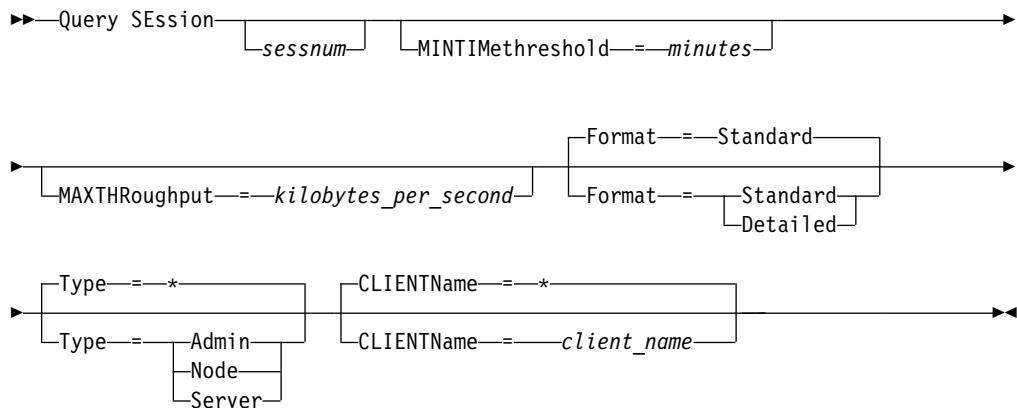 Query SEssion
sessnum
MINTIMethreshold = minutes
Format = Standard
MAXTHRoughput = kilobytes_per_second
Format = Standard
Detailed
Type = *
CLIENTName = *
Type = Admin
Node
Server
CLIENTName = client_name